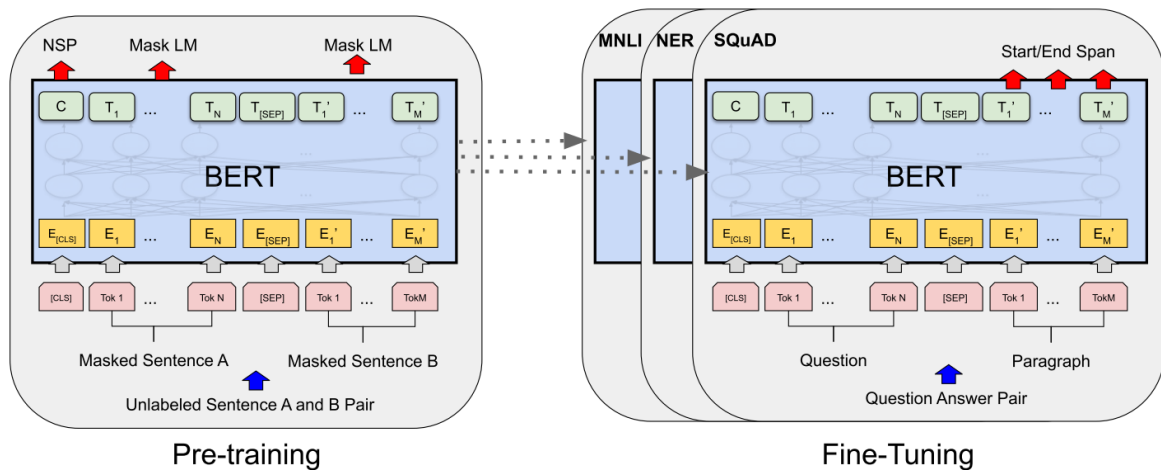 NSP Mask LM Mask LM
C T1 ... TN T[SEP] T1' ... TM'
...
BERT
...
E[CLS] E1 ... EN E[SEP] E1' ... EM'
[CLS] Tok 1 ... Tok N [SEP] Tok 1 ... TokM
Masked Sentence A Masked Sentence B
Unlabeled Sentence A and B Pair
Pre-training
MNLI NER SQuAD
Start/End Span
C T1 ... TN T[SEP] T1' ... TM'
...
BERT
...
E[CLS] E1 ... EN E[SEP] E1' ... EM'
[CLS] Tok 1 ... Tok N [SEP] Tok 1 ... TokM
Question Paragraph
Question Answer Pair
Fine-Tuning